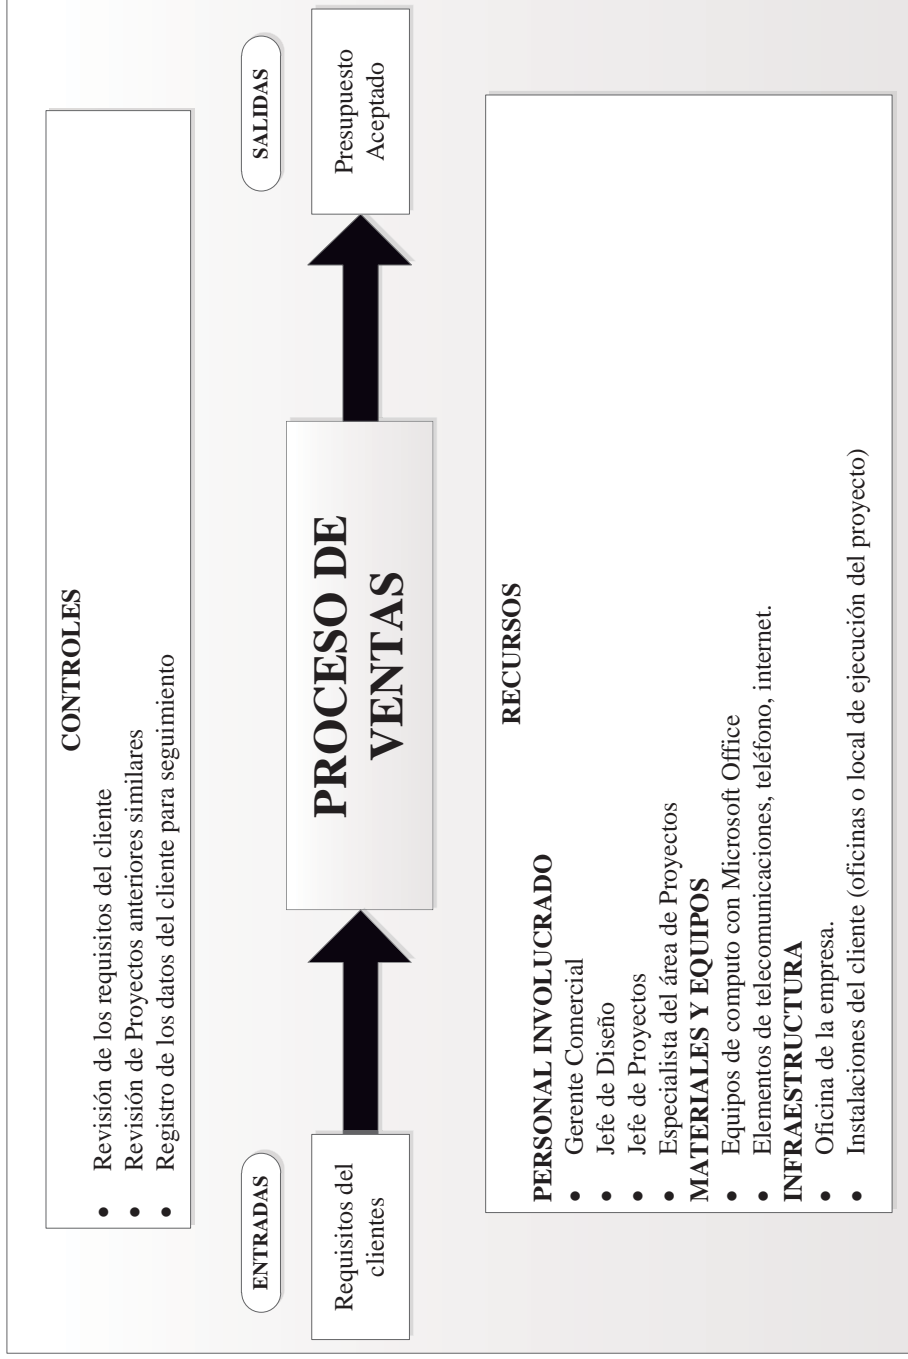 CONTROLES
• Revisión de los requisitos del cliente
• Revisión de Proyectos anteriores similares
• Registro de los datos del cliente para seguimiento
ENTRADAS
SALIDAS
Requisitos del
clientes
PROCESO DE
VENTAS
Presupuesto
Aceptado
RECURSOS
PERSONAL INVOLUCRADO
• Gerente Comercial
• Jefe de Diseño
• Jefe de Proyectos
• Especialista del área de Proyectos
MATERIALES Y EQUIPOS
• Equipos de computo con Microsoft Office
• Elementos de telecomunicaciones, teléfono, internet.
INFRAESTRUCTURA
• Oficina de la empresa.
• Instalaciones del cliente (oficinas o local de ejecución del proyecto)